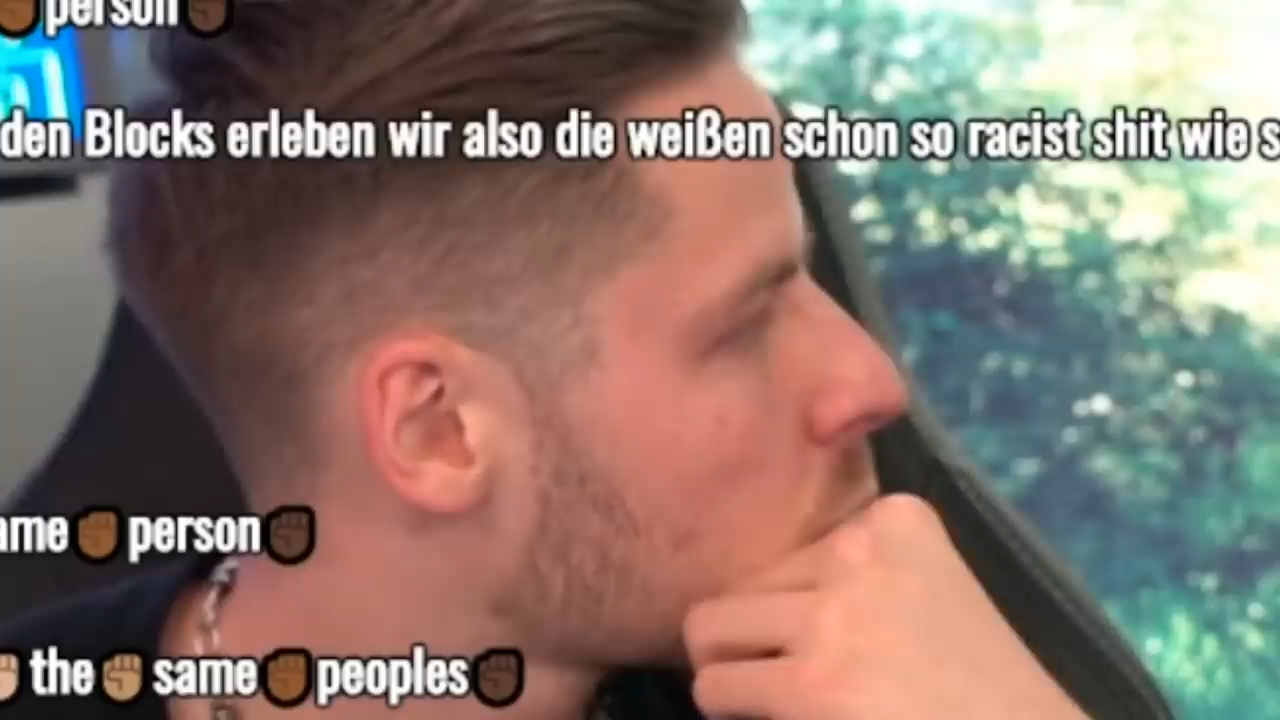 person
den Blocks erleben wir also die weißen schon so racist shit wie s
ame✊🏾person✊🏿
the✊🏽same✊🏾peoples✊🏿